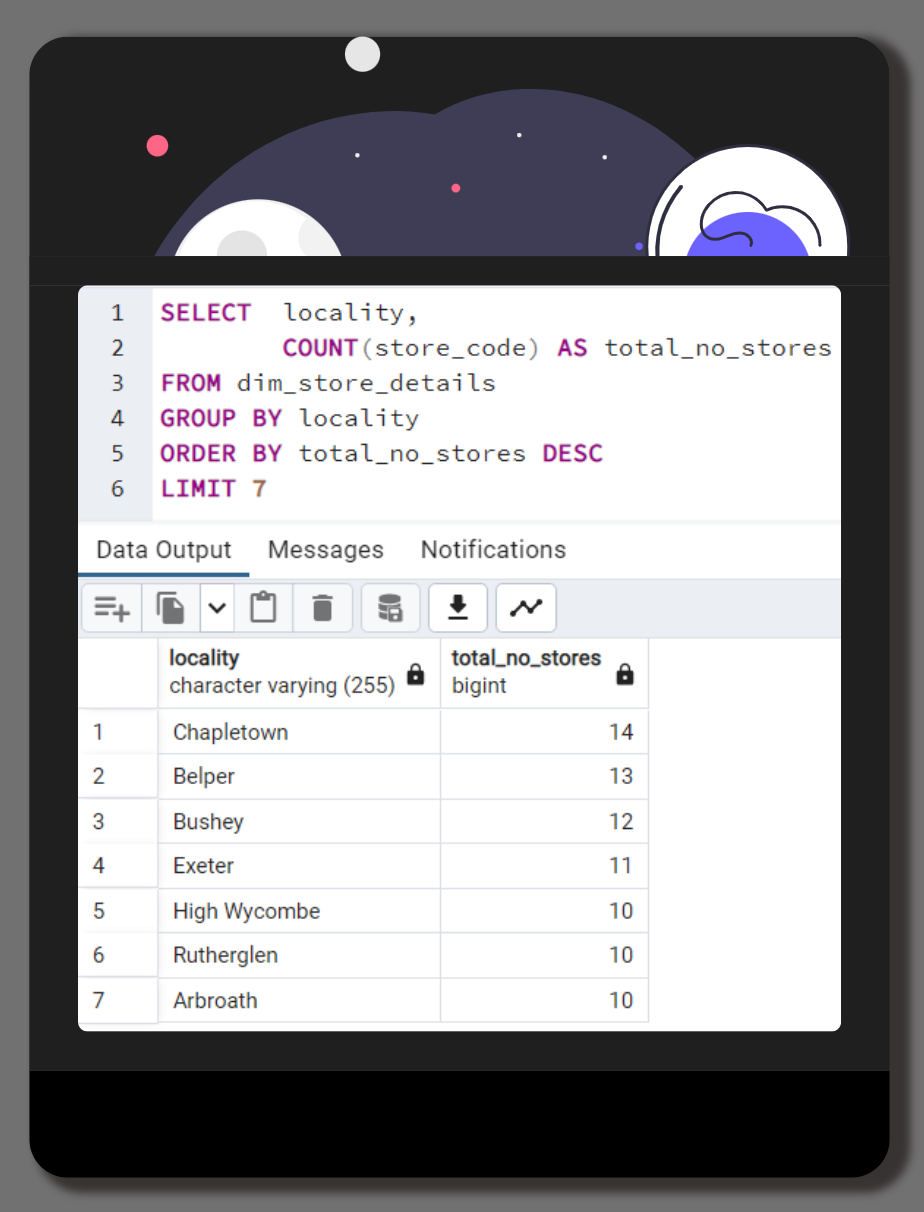 1 SELECT  locality,
2         COUNT(store_code) AS total_no_stores
3 FROM dim_store_details
4 GROUP BY locality
5 ORDER BY total_no_stores DESC
6 LIMIT 7
Data Output Messages Notifications
locality total_no_stores
character varying (255) bigint
1 Chapletown 14
2 Belper 13
3 Bushey 12
4 Exeter 11
5 High Wycombe 10
6 Rutherglen 10
7 Arbroath 10